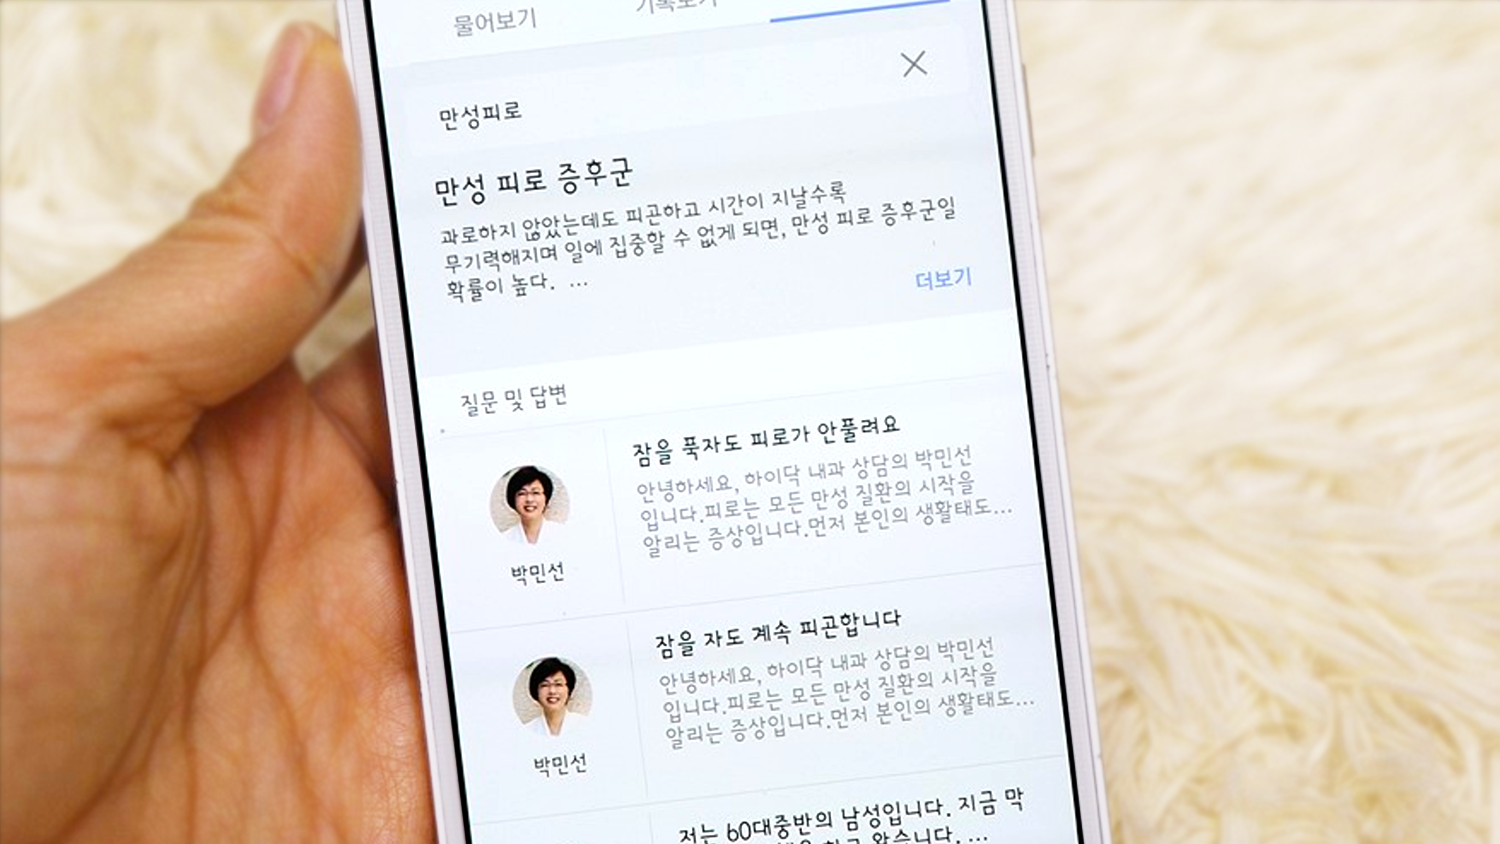 물어보기
기록보기
만성피로
만성 피로 증후군
과로하지 않았는데도 피곤하고 시간이 지날수록
무기력해지며 일에 집중할 수 없게 되면, 만성 피로 증후군일
확률이 높다. ...
더보기
질문 및 답변
잠을 푹자도 피로가 안풀려요
안녕하세요, 하이닥 내과 상담의 박민선
입니다.피로는 모든 만성 질환의 시작을
알리는 증상입니다.먼저 본인의 생활태도...
박민선
잠을 자도 계속 피곤합니다
안녕하세요, 하이닥 내과 상담의 박민선
입니다.피로는 모든 만성 질환의 시작을
알리는 증상입니다.먼저 본인의 생활태도...
박민선
저는 60대중반의 남성입니다. 지금 막
왔습니다. ...